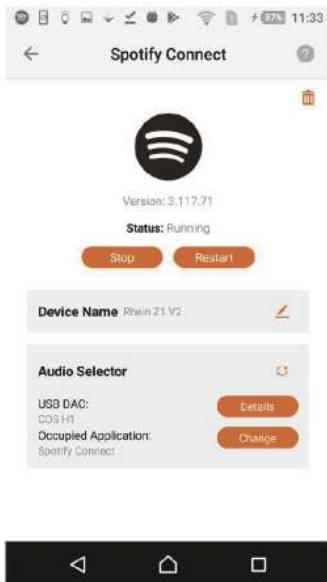 87% 11:33
Spotify Connect
Version: 3.117.71
Status: Running
Stop Restart
Device Name Rhein Z1 V2
Audio Selector
USB DAC:
Details
COS H1
Occupied Application:
Change
Spotify Connect